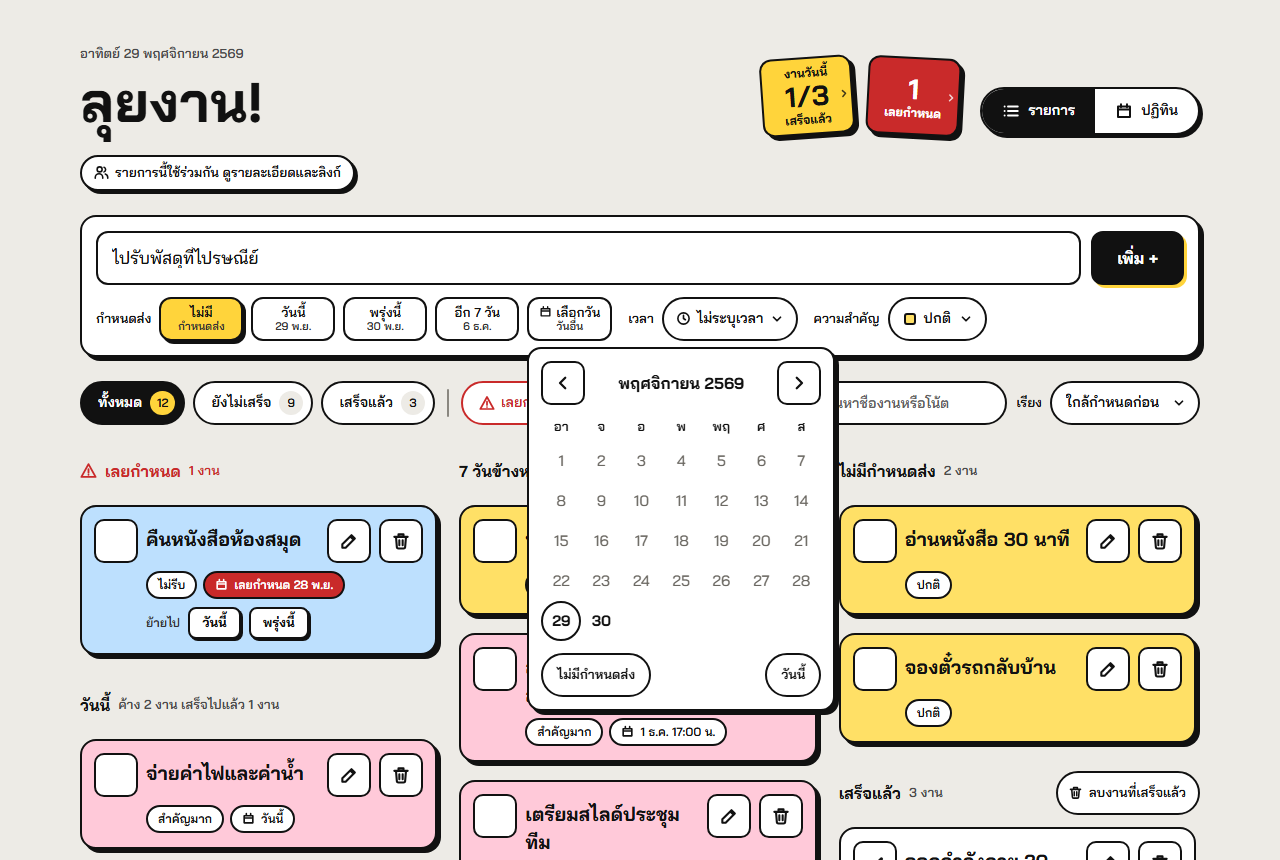 อาทิตย์ 29 พฤศจิกายน 2569
ลุยงาน!
งานวันนี้
1/3
เสร็จแล้ว
1
เลยกำหนด
รายการ
ปฏิทิน
รายการนี้ใช้ร่วมกัน ดูรายละเอียดและลิงก์
ไปรับพัสดุที่ไปรษณีย์
เพิ่ม +
กำหนดส่ง
ไม่มี
กำหนดส่ง
วันนี้
29 พ.ย.
พรุ่งนี้
30 พ.ย.
อีก 7 วัน
6 ธ.ค.
เลือกวัน
วันอื่น
เวลา
ไม่ระบุเวลา
ความสำคัญ
ปกติ
ทั้งหมด 12
ยังไม่เสร็จ 9
เสร็จแล้ว 3
เรียง
ใกล้กำหนดก่อน
พฤศจิกายน 2569
อา จ อ พ พฤ ศ ส
1 2 3 4 5 6 7
8 9 10 11 12 13 14
15 16 17 18 19 20 21
22 23 24 25 26 27 28
29 30
ไม่มีกำหนดส่ง
วันนี้
เลยกำหนด 1 งาน
คืนหนังสือห้องสมุด
ไม่รีบ
เลยกำหนด 28 พ.ย.
ย้ายไป
วันนี้
พรุ่งนี้
วันนี้ ค้าง 2 งาน เสร็จไปแล้ว 1 งาน
จ่ายค่าไฟและค่าน้ำ
สำคัญมาก
วันนี้
7 วันข้างห
สำคัญมาก
1 ธ.ค. 17:00 น.
เตรียมสไลด์ประชุม
ทีม
ไม่มีกำหนดส่ง 2 งาน
อ่านหนังสือ 30 นาที
ปกติ
จองตั๋วรถกลับบ้าน
ปกติ
เสร็จแล้ว 3 งาน
ลบงานที่เสร็จแล้ว